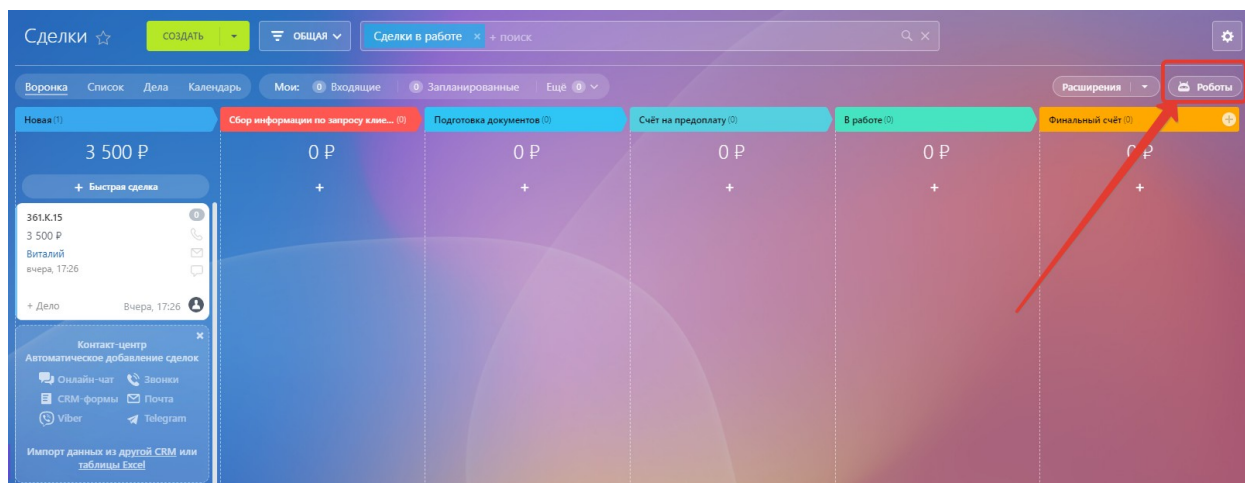 Сделки СОЗДАТЬ ОБЩАЯ Сделки в работе × + поиск
Воронка Список Дела Календарь Мои: 0 Входящие 0 Запланированные Ещё 0 Расширения Роботы
Новая (1) Сбор информации по запросу клие... (0) Подготовка документов (0) Счёт на предоплату (0) В работе (0) Финальный счёт (0)
3 500 ₽ 0 ₽ 0 ₽ 0 ₽ 0 ₽ 0 ₽
+ Быстрая сделка + + + + +
361.К.15 0
3 500 ₽
Виталий
вчера, 17:26
+ Дело Вчера, 17:26
Контакт-центр
Автоматическое добавление сделок
Онлайн-чат Звонки
CRM-формы Почта
Viber Telegram
Импорт данных из другой CRM или
таблицы Excel